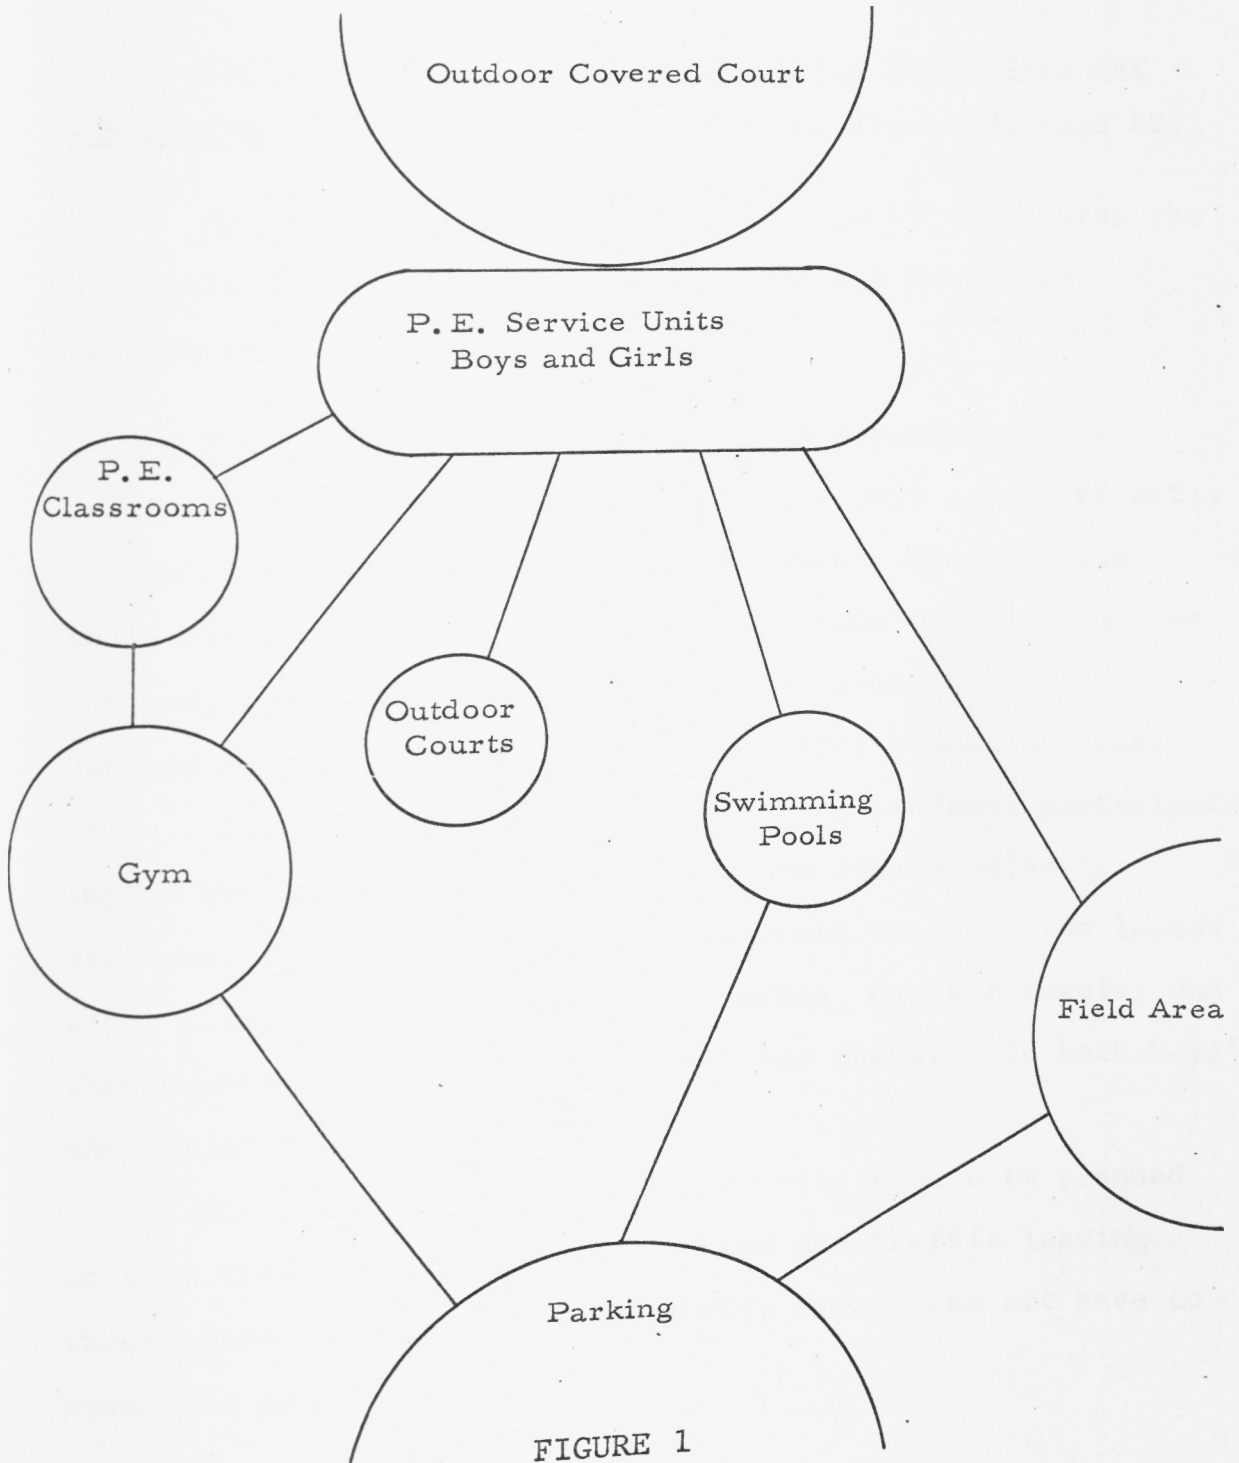 Outdoor Covered Court
P.E. Service Units
Boys and Girls
P.E.
Classrooms
Outdoor
Courts
Swimming
Pools
Gym
Field Area
Parking
FIGURE 1